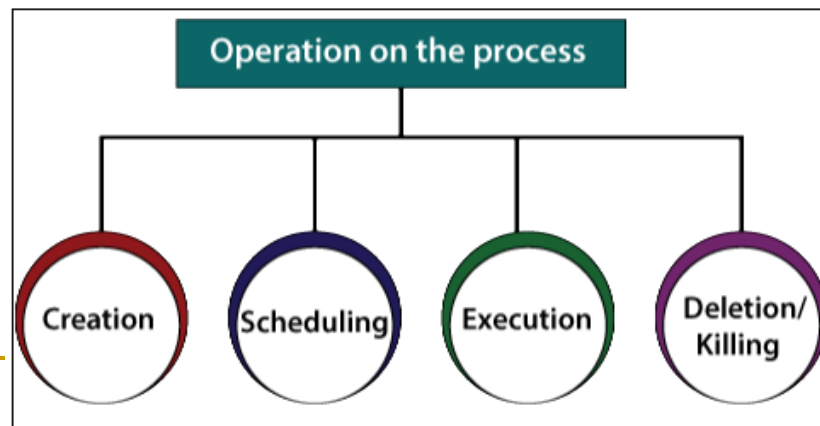 Operation on the process
Creation
Scheduling
Execution
Deletion/
Killing